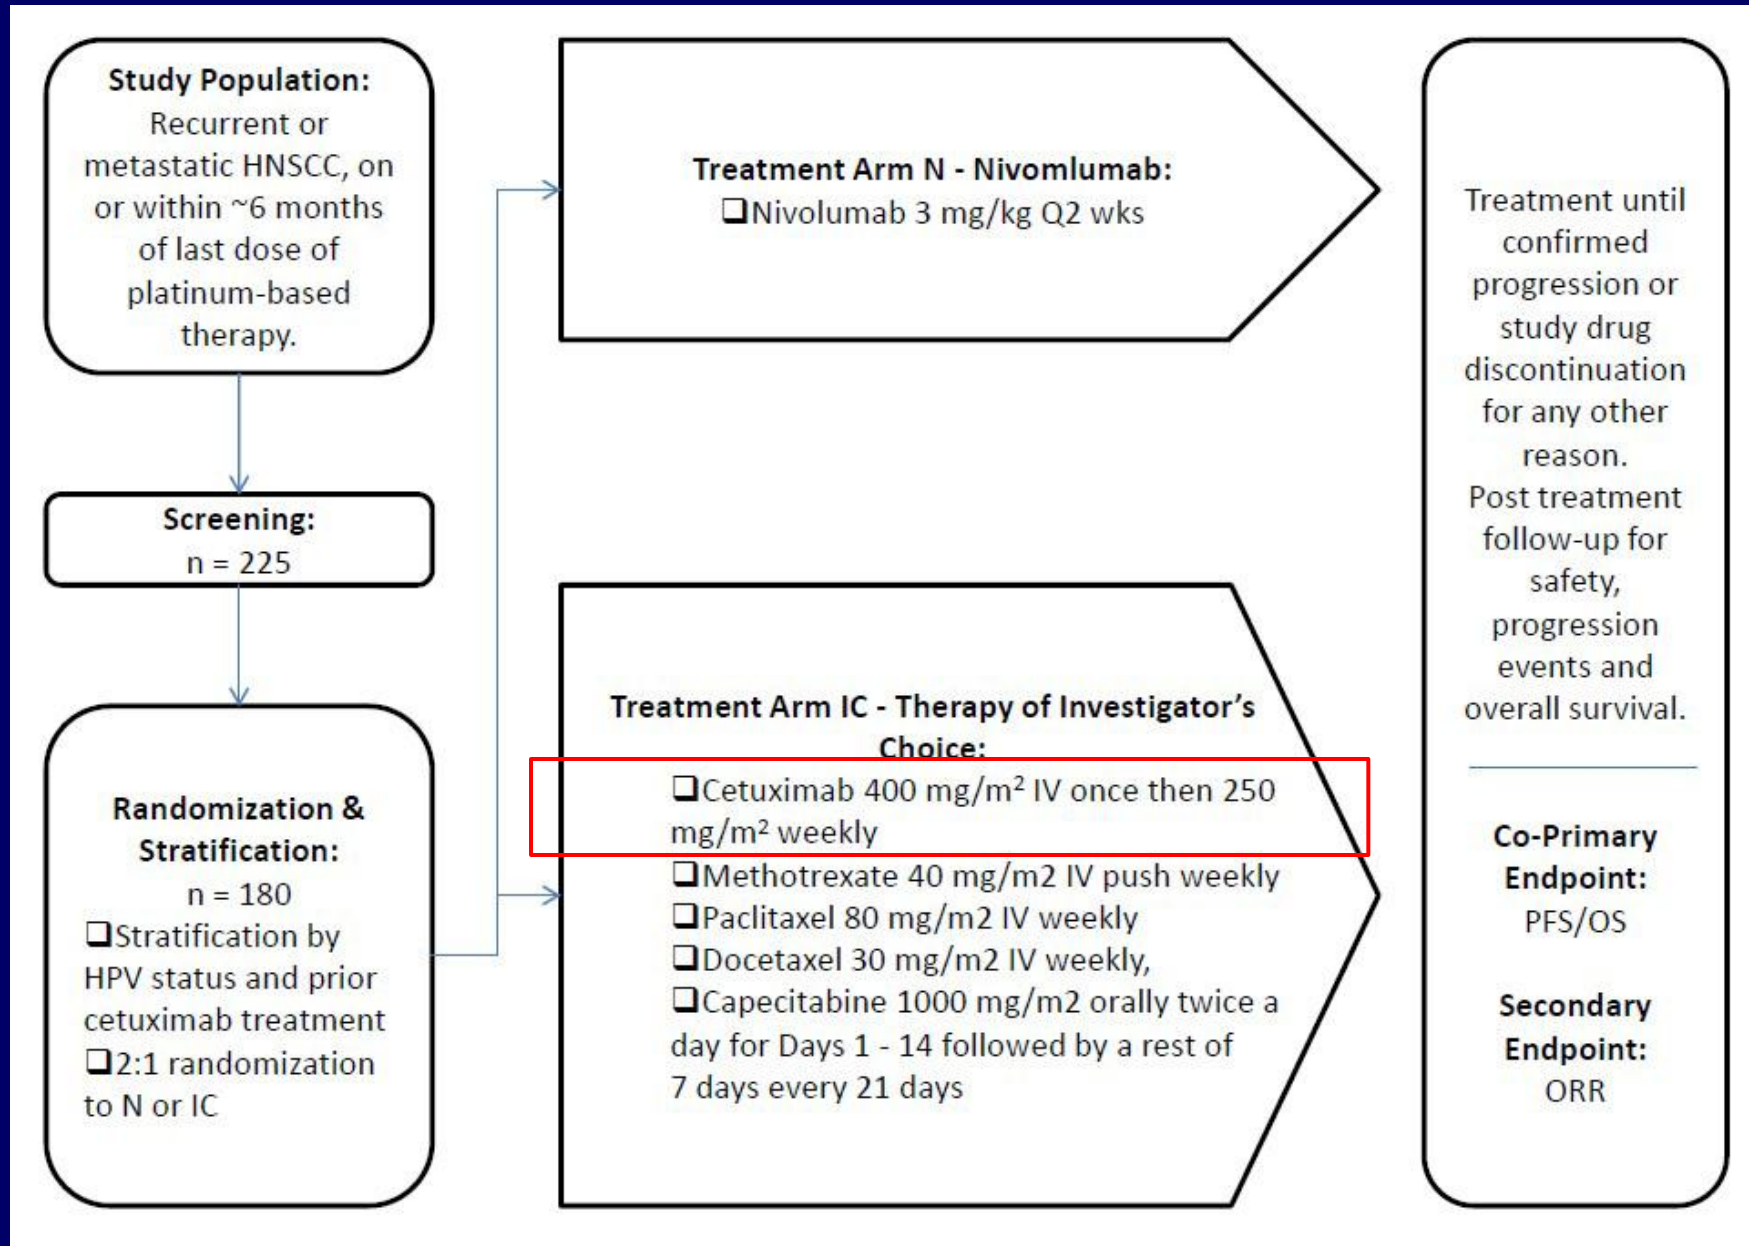 Study Population:
Recurrent or
metastatic HNSCC, on
or within ~6 months
of last dose of
platinum-based
therapy.
Screening:
n = 225
Randomization &
Stratification:
n = 180
❑Stratification by
HPV status and prior
cetuximab treatment
❑2:1 randomization
to N or IC
Treatment Arm N - Nivomlumab:
❑Nivolumab 3 mg/kg Q2 wks
Treatment Arm IC - Therapy of Investigator’s
Choice:
❑Cetuximab 400 mg/m² IV once then 250
mg/m² weekly
❑Methotrexate 40 mg/m2 IV push weekly
❑Paclitaxel 80 mg/m2 IV weekly
❑Docetaxel 30 mg/m2 IV weekly,
❑Capecitabine 1000 mg/m2 orally twice a
day for Days 1 - 14 followed by a rest of
7 days every 21 days
Treatment until
confirmed
progression or
study drug
discontinuation
for any other
reason.
Post treatment
follow-up for
safety,
progression
events and
overall survival.
Co-Primary
Endpoint:
PFS/OS
Secondary
Endpoint:
ORR